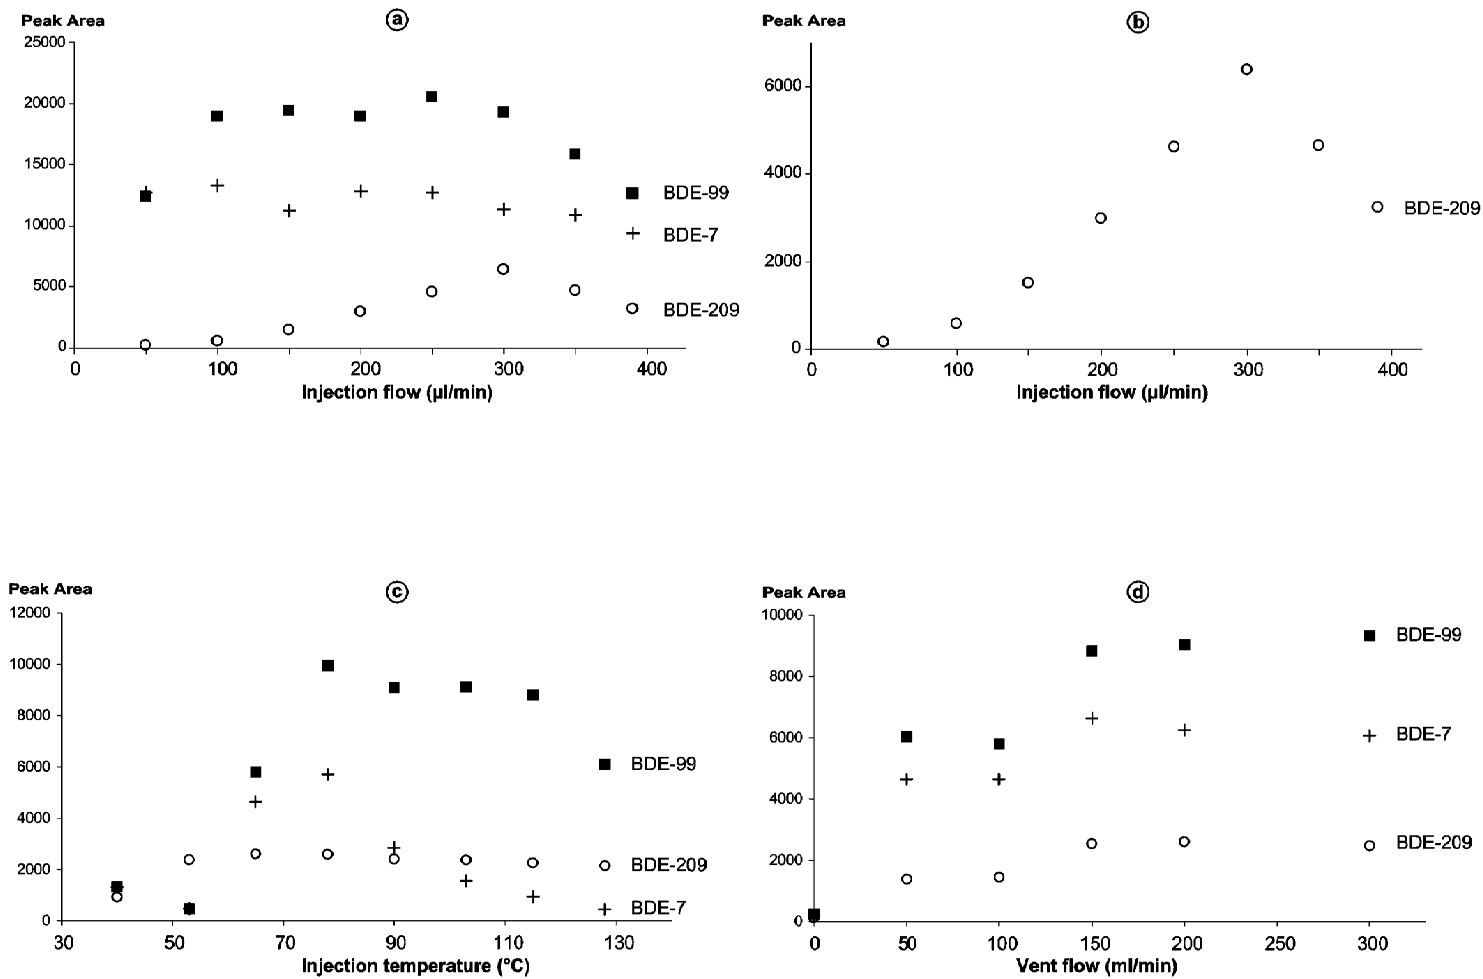 Peak Area
ⓐ
25000
20000
15000
10000
5000
0
0
100
200
300
400
Injection flow (µl/min)
BDE-99
BDE-7
BDE-209
Peak Area
ⓑ
6000
4000
2000
0
0
100
200
300
400
Injection flow (µl/min)
BDE-209
Peak Area
ⓒ
12000
10000
8000
6000
4000
2000
0
30
50
70
90
110
130
Injection temperature (°C)
BDE-99
BDE-209
BDE-7
Peak Area
ⓓ
10000
8000
6000
4000
2000
0
0
50
100
150
200
250
300
Vent flow (ml/min)
BDE-99
BDE-7
BDE-209